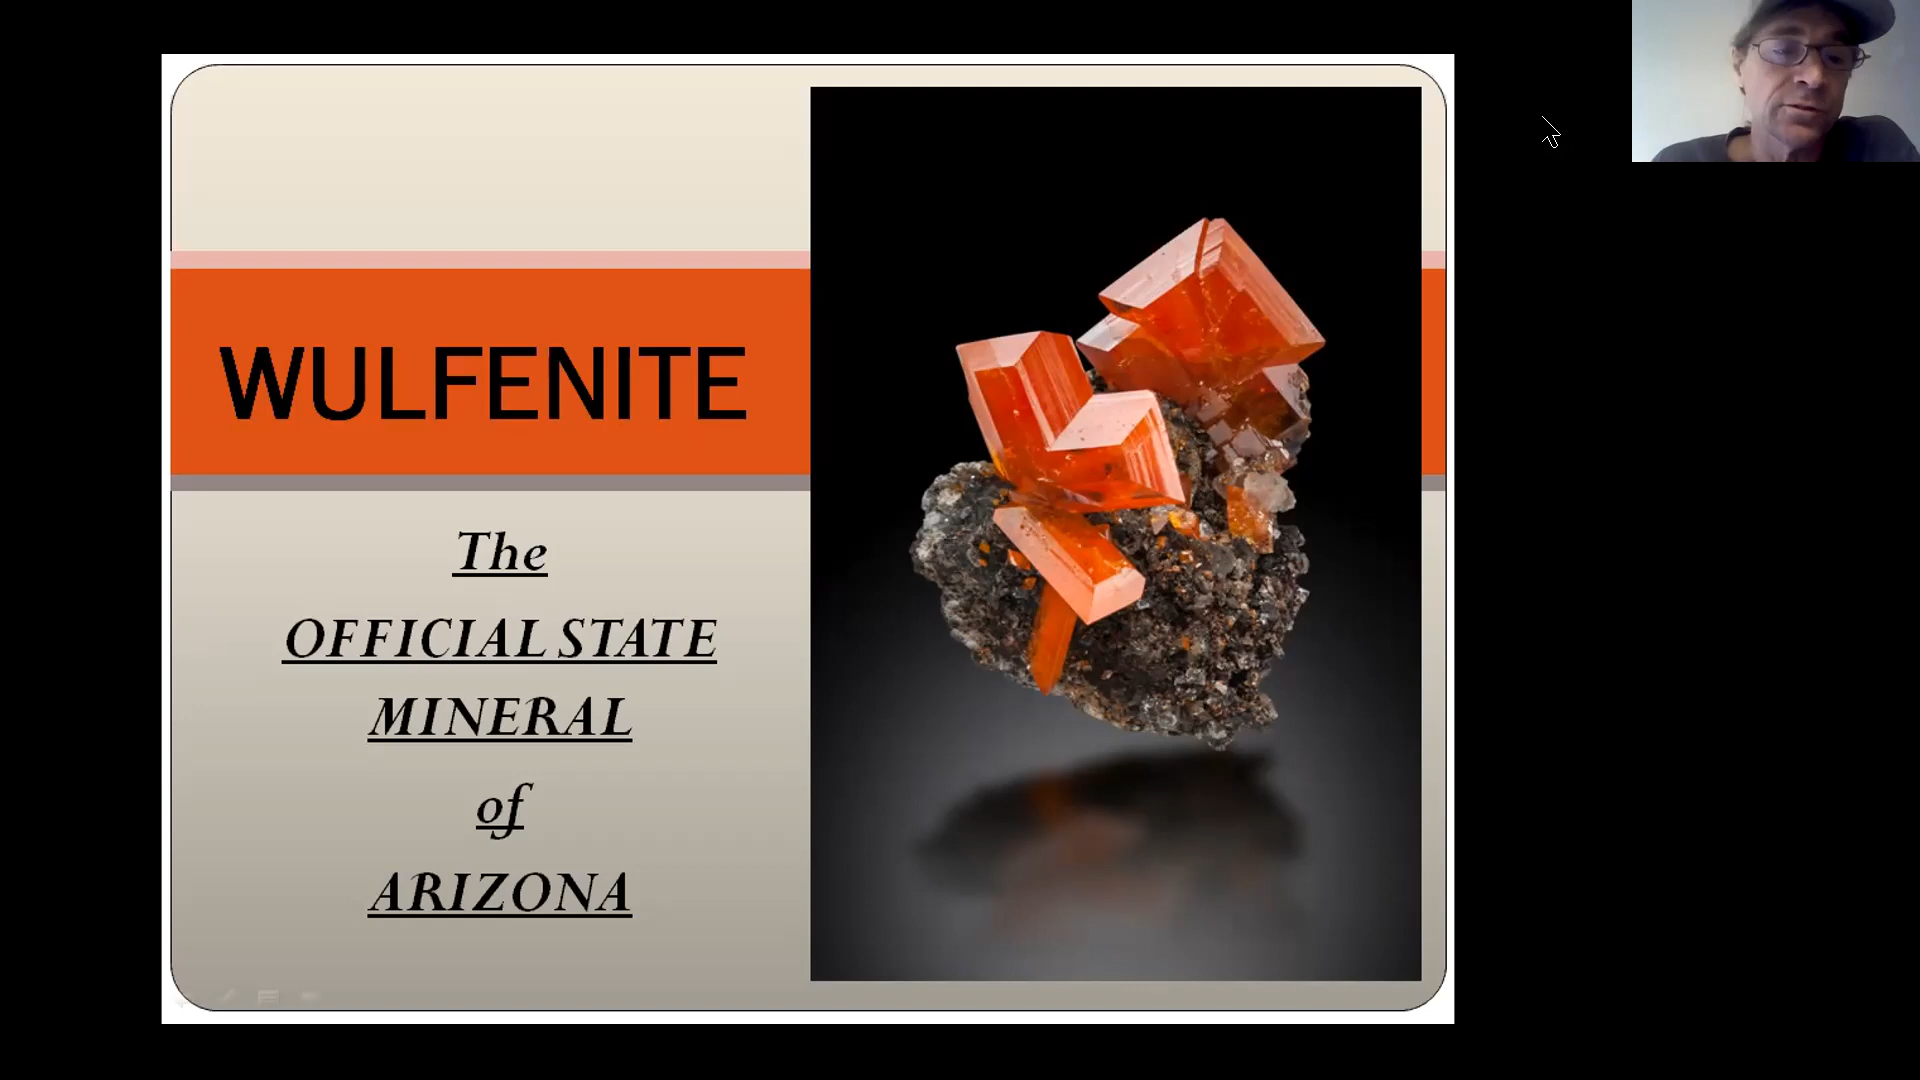 WULFENITE
The
OFFICIAL STATE
MINERAL
of
ARIZONA